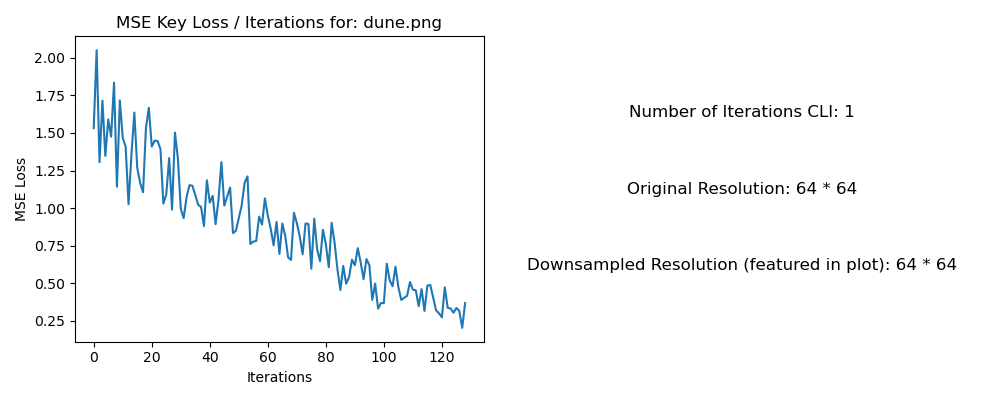 MSE Key Loss / Iterations for: dune.png
MSE Loss
2.00
1.75
1.50
1.25
1.00
0.75
0.50
0.25
0 20 40 60 80 100 120
Iterations
Number of Iterations CLI: 1
Original Resolution: 64 * 64
Downsampled Resolution (featured in plot): 64 * 64